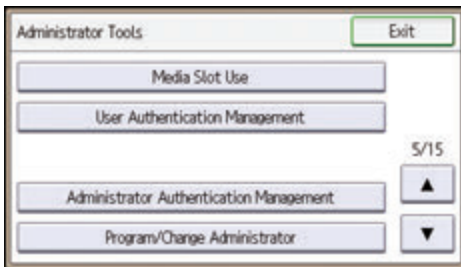 Administrator Tools
Exit
Media Slot Use
User Authentication Management
5/15
▲
Administrator Authentication Management
Program/Change Administrator
▼